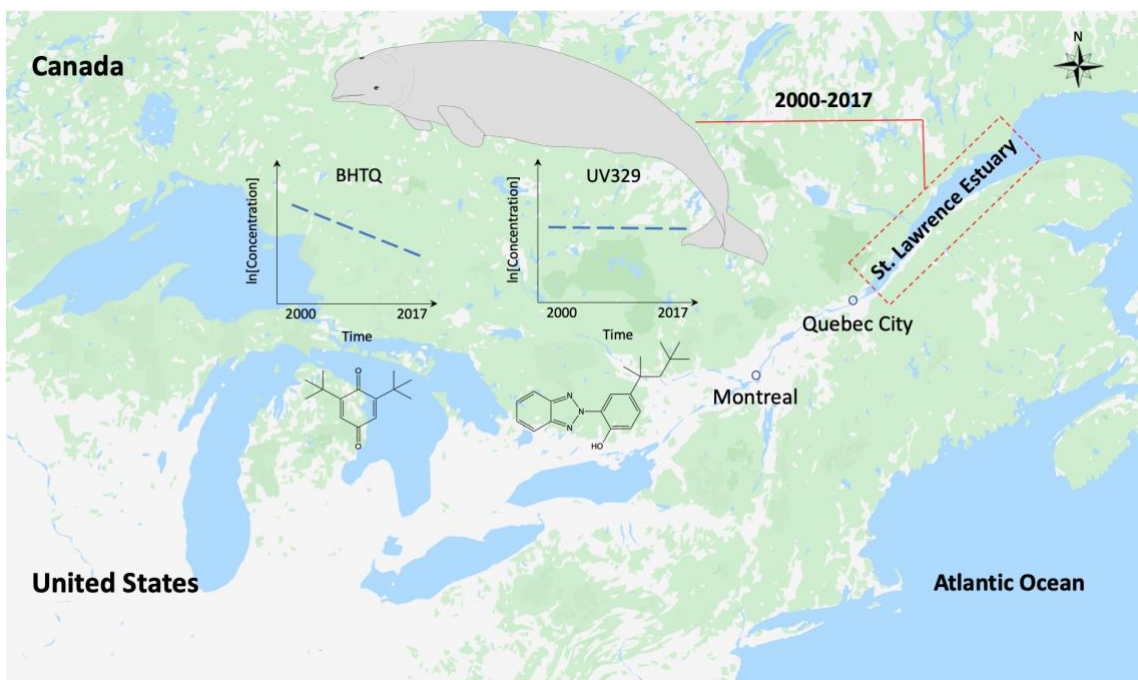 Canada
N
2000-2017
St. Lawrence Estuary
BHTQ
ln[Concentration]
2000
2017
Time
UV329
ln[Concentration]
2000
2017
Time
Quebec City
Montreal
O
O
N
N
N
HO
United States
Atlantic Ocean